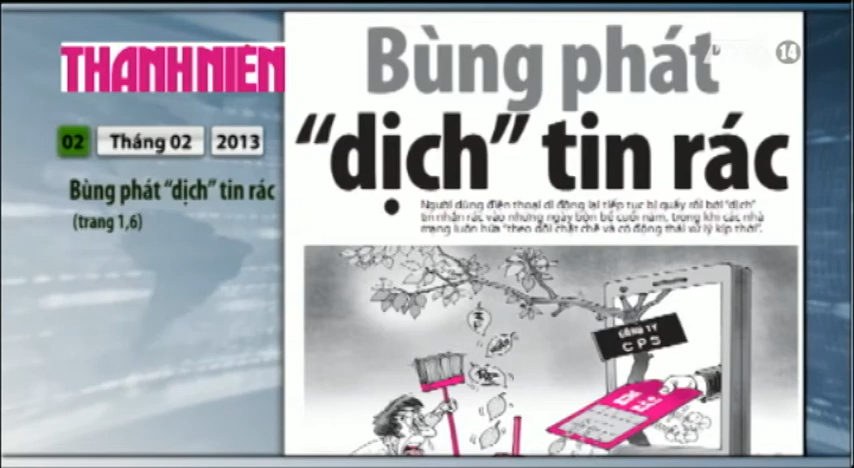 THANH NIÊN
02 Tháng 02 2013
Bùng phát "dịch" tin rác
(trang 1,6)
14
Bùng phát
"dịch" tin rác
Người dùng điện thoại di động lại tiếp tục bị quấy rối bởi "dịch"
tin nhắn rác vào những ngày bộn bề cuối năm, trong khi các nhà
mạng luôn hứa "theo dõi chặt chẽ và có động thái xử lý kịp thời".
CÔNG TY
CPS